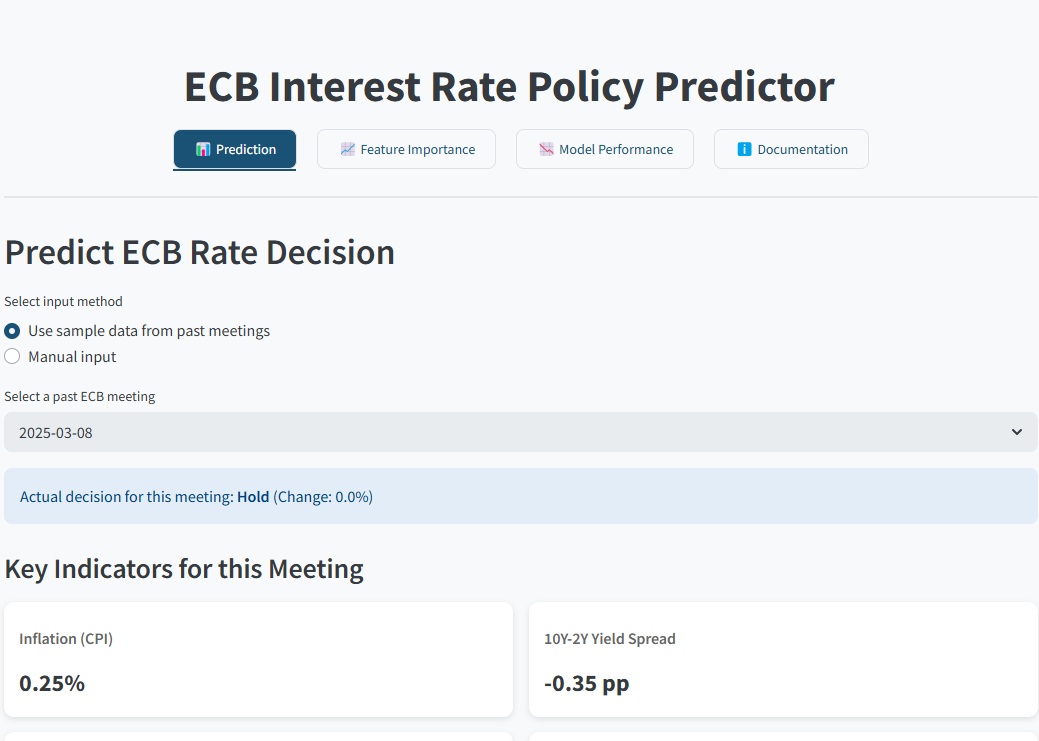 ECB Interest Rate Policy Predictor
Prediction Feature Importance Model Performance Documentation
Predict ECB Rate Decision
Select input method
Use sample data from past meetings
Manual input
Select a past ECB meeting
2025-03-08
Actual decision for this meeting: Hold (Change: 0.0%)
Key Indicators for this Meeting
Inflation (CPI)
0.25%
10Y-2Y Yield Spread
-0.35 pp